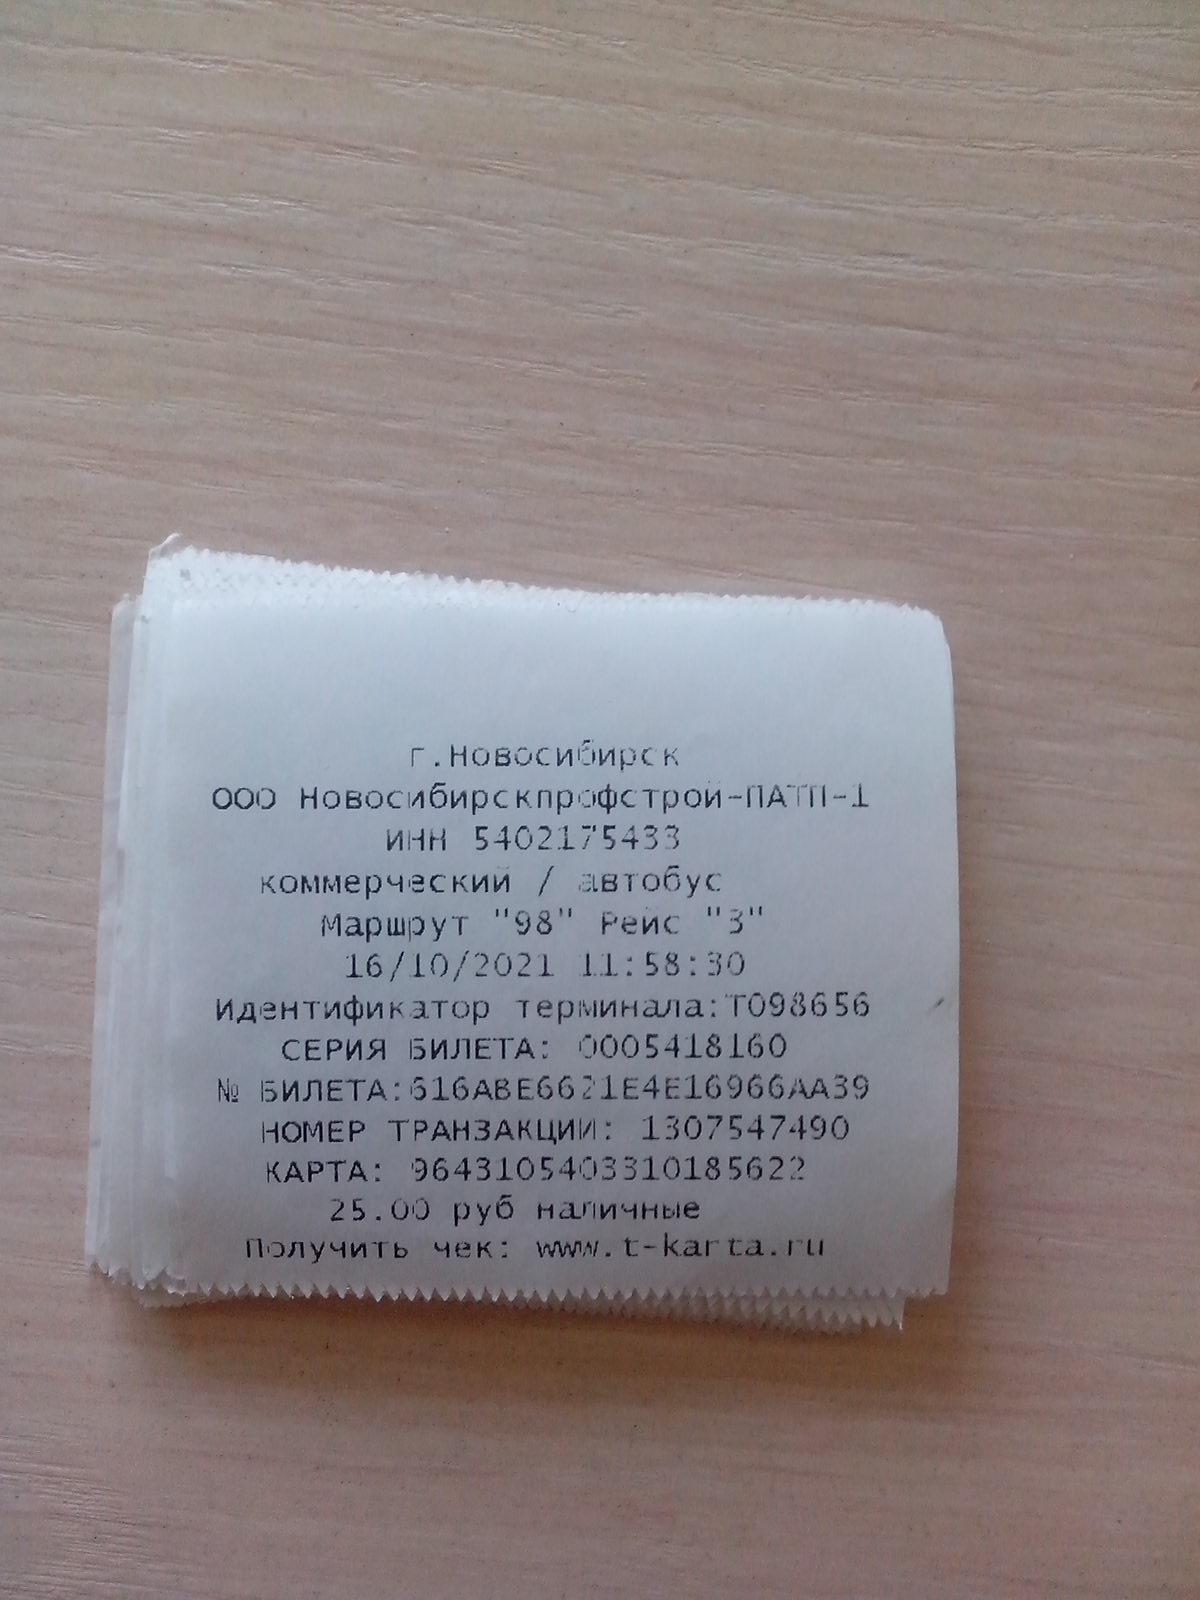 г.Новосибирск
ООО Новосибирскпрофстрой-ПАТП-1
ИНН 5402175433
коммерческий / автобус
Маршрут "98" Рейс "3"
16/10/2021 11:58:30
Идентификатор терминала:Т098656
СЕРИЯ БИЛЕТА: 0005418160
№ БИЛЕТА:616ABE6621E4E16966AA39
НОМЕР ТРАНЗАКЦИИ: 1307547490
КАРТА: 9643105403310185622
25.00 руб наличные
Получить чек: www.t-karta.ru